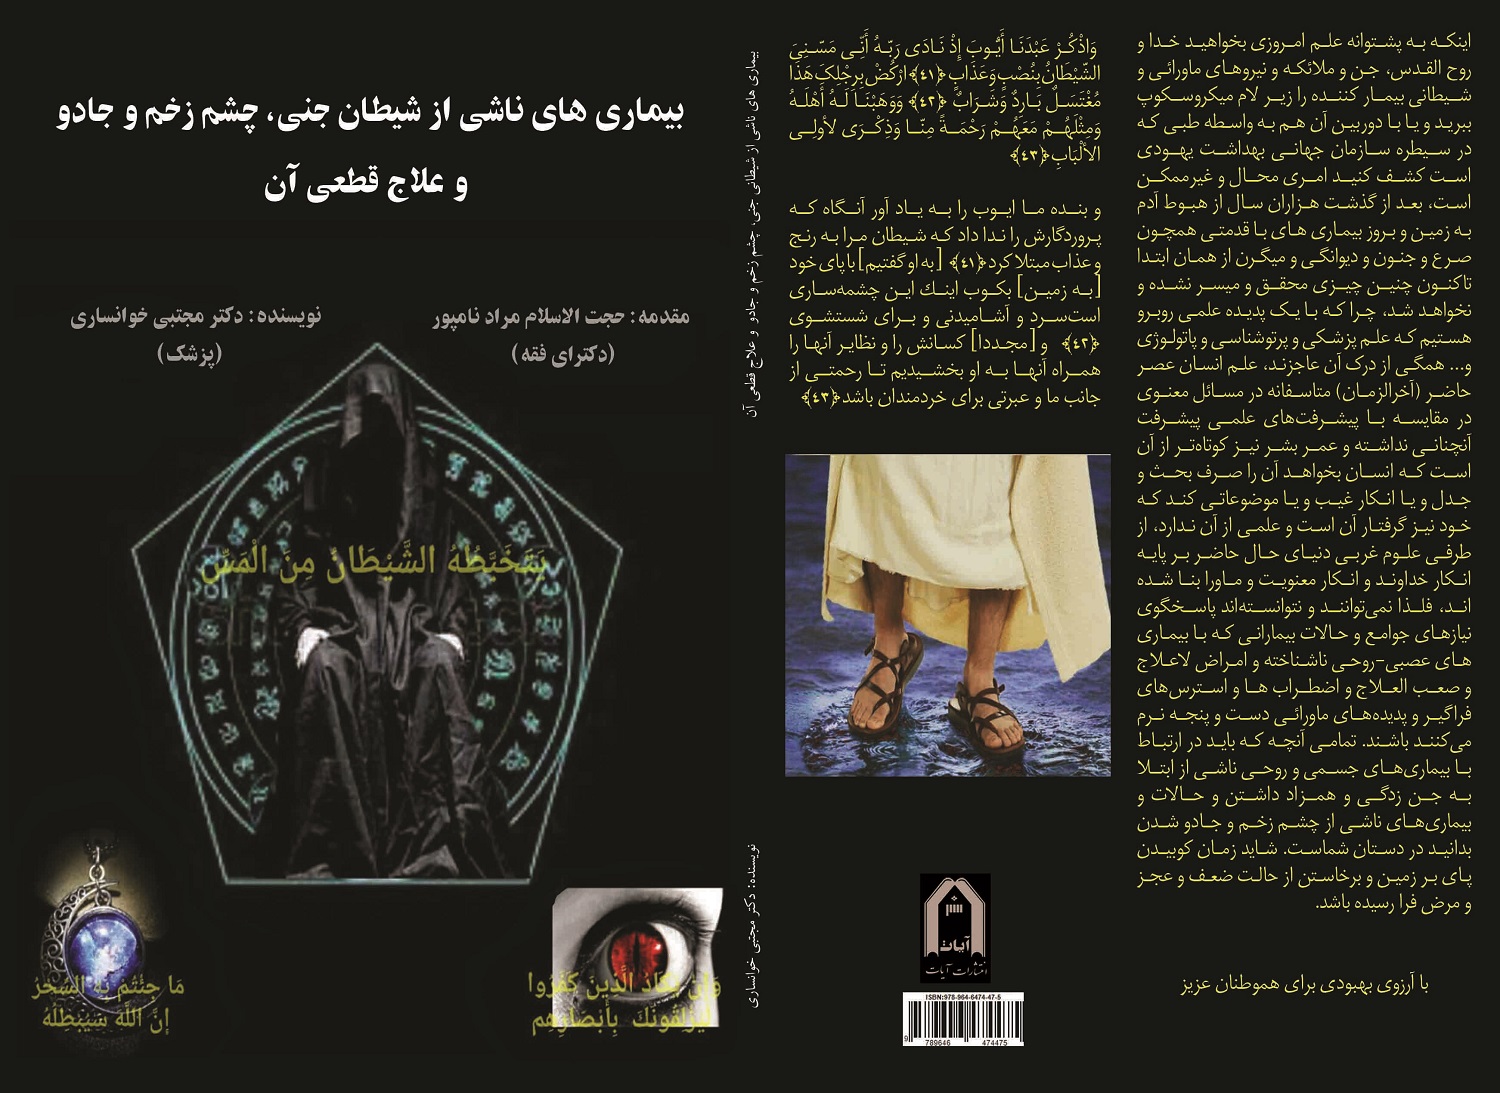 بیماری های ناشی از شیطان جنی، چشم زخم و جادو
و علاج قطعی آن
مقدمه: حجت الاسلام مراد نامپور
(دکترای فقه)
نویسنده: دکتر مجتبی خوانساری
(پزشک)
يَتَخَبَّطُهُ الشَّيْطَانُ مِنَ الْمَسِّ
مَا جِئْتُمْ بِهِ السِّحْرُ
إِنَّ اللَّهَ سَيُبْطِلُهُ
وَإِنْ يَكَادُ الَّذِينَ كَفَرُوا
لَيُزْلِقُونَكَ بِأَبْصَارِهِمْ
بیماری های ناشی از شیطانی جنی، چشم زخم و جادو و علاج قطعی آن
نویسنده: دکتر مجتبی خوانساری
وَاذْكُرْ عَبْدَنَا أَيُّوبَ إِذْ نَادَى رَبَّهُ أَنِّي مَسَّنِيَ
الشَّيْطَانُ بِنُصْبٍ وَعَذَابٍ ﴿٤١﴾ ارْكُضْ بِرِجْلِكَ هَذَا
مُغْتَسَلٌ بَارِدٌ وَشَرَابٌ ﴿٤٢﴾ وَوَهَبْنَا لَهُ أَهْلَهُ
وَمِثْلَهُمْ مَعَهُمْ رَحْمَةً مِنَّا وَذِكْرَى لِأُولِي
الْأَلْبَابِ ﴿٤٣﴾
و بنده ما ایوب را به یاد آور آنگاه که
پروردگارش را ندا داد که شیطان مرا به رنج
و عذاب مبتلا کرد ﴿٤١﴾ [به او گفتیم] با پای خود
[به زمین] بکوب اینك این چشمه‌ساری
است‌سرد و آشامیدنی و برای شستشوی
﴿٤٢﴾ و [مجددا] کسانش را و نظایر آنها را
همراه آنها به او بخشیدیم تا رحمتی از
جانب ما و عبرتی برای خردمندان باشد ﴿٤٣﴾
نشر
آیات
انتشارات آیات
ISBN:978-964-6474-47-5
9 789646 474475
اینکه به پشتوانه علم امروزی بخواهید خدا و
روح القدس، جن و ملائکه و نیروهای ماورائی و
شیطانی بیمار کننده را زیر لام میکروسکوپ
ببرید و یا با دوربین آن هم به واسطه طبی که
در سیطره سازمان جهانی بهداشت یهودی
است کشف کنید امری محال و غیرممکن
است، بعد از گذشت هزاران سال از هبوط آدم
به زمین و بروز بیماری های با قدمتی همچون
صرع و جنون و دیوانگی و میگرن از همان ابتدا
تاکنون چنین چیزی محقق و میسر نشده و
نخواهد شد، چرا که با یک پدیده علمی روبرو
هستیم که علم پزشکی و پرتوشناسی و پاتولوژی
و... همگی از درک آن عاجزند، علم انسان عصر
حاضر (آخرالزمان) متاسفانه در مسائل معنوی
در مقایسه با پیشرفت‌های علمی پیشرفت
آنچنانی نداشته و عمر بشر نیز کوتاه‌تر از آن
است که انسان بخواهد آن را صرف بحث و
جدل و یا انکار غیب و یا موضوعاتی کند که
خود نیز گرفتار آن است و علمی از آن ندارد، از
طرفی علوم غربی دنیای حال حاضر بر پایه
انکار خداوند و انکار معنویت و ماورا بنا شده
اند، فلذا نمی‌توانند و نتوانسته‌اند پاسخگوی
نیازهای جوامع و حالات بیمارانی که با بیماری
های عصبی-روحی ناشناخته و امراض لاعلاج
و صعب العلاج و اضطراب ها و استرس‌های
فراگیر و پدیده‌های ماورائی دست و پنجه نرم
می‌کنند باشند. تمامی آنچه که باید در ارتباط
با بیماری‌های جسمی و روحی ناشی از ابتلا
به جن زدگی و همزاد داشتن و حالات و
بیماری‌های ناشی از چشم زخم و جادو شدن
بدانید در دستان شماست. شاید زمان کوبیدن
پای بر زمین و برخاستن از حالت ضعف و عجز
و مرض فرا رسیده باشد.
با آرزوی بهبودی برای هموطنان عزیز